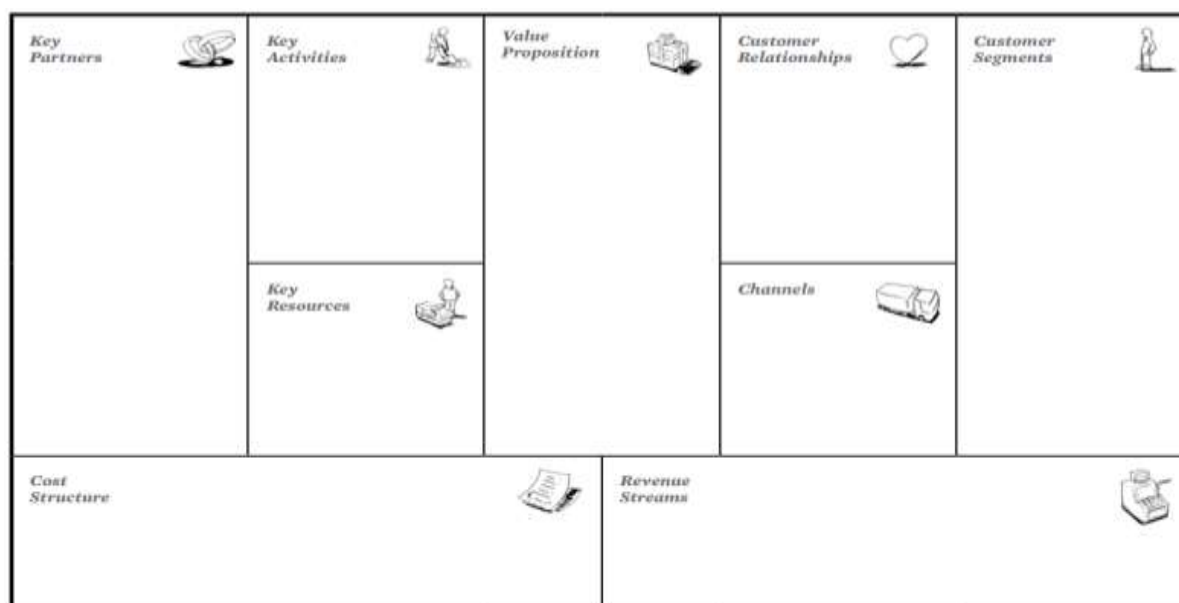 Key
Partners
Key
Activities
Value
Proposition
Customer
Relationships
Customer
Segments
Key
Resources
Channels
Cost
Structure
Revenue
Streams